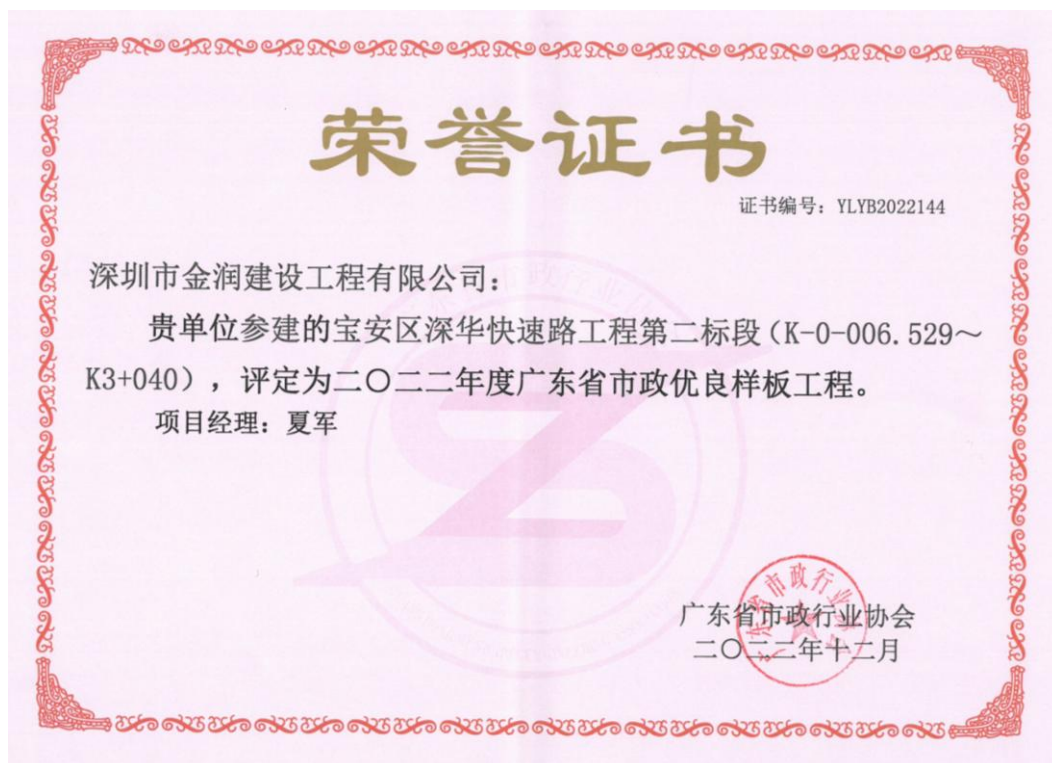 荣誉证书
证书编号：YLYB2022144
深圳市金润建设工程有限公司：
贵单位参建的宝安区深华快速路工程第二标段（K-0-006.529～
K3+040），评定为二〇二二年度广东省市政优良样板工程。
项目经理：夏军
广东省市政行业协会
二〇二二年十二月